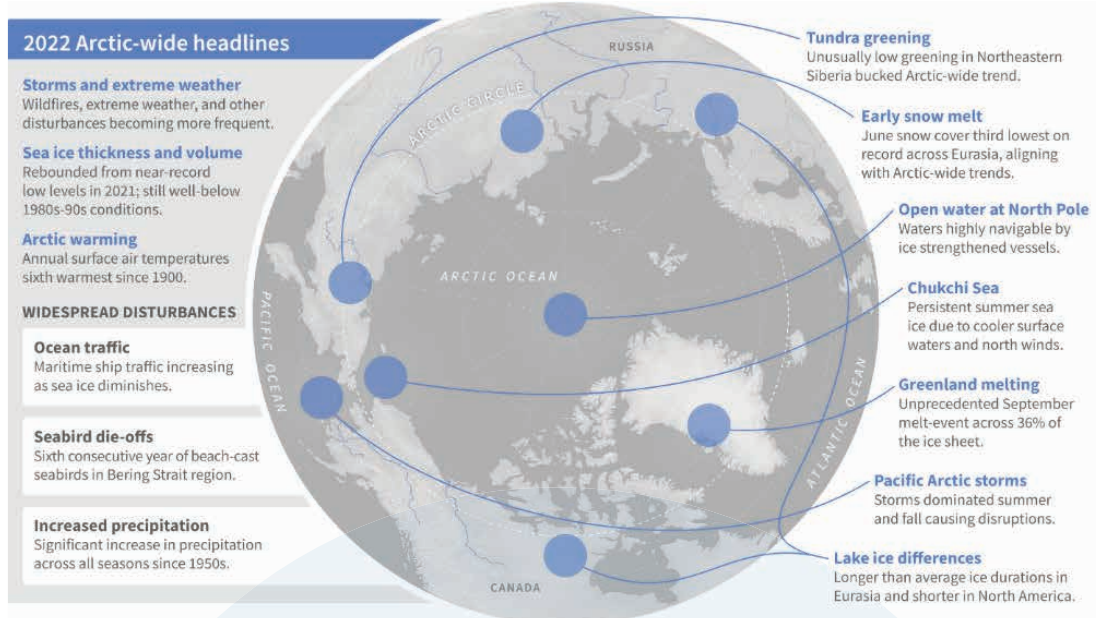 2022 Arctic-wide headlines
Storms and extreme weather
Wildfires, extreme weather, and other
disturbances becoming more frequent.
Sea ice thickness and volume
Rebounded from near-record
low levels in 2021; still well-below
1980s-90s conditions.
Arctic warming
Annual surface air temperatures
sixth warmest since 1900.
WIDESPREAD DISTURBANCES
Ocean traffic
Maritime ship traffic increasing
as sea ice diminishes.
Seabird die-offs
Sixth consecutive year of beach-cast
seabirds in Bering Strait region.
Increased precipitation
Significant increase in precipitation
across all seasons since 1950s.
RUSSIA
ARCTIC CIRCLE
ARCTIC OCEAN
PACIFIC OCEAN
ATLANTIC OCEAN
CANADA
Tundra greening
Unusually low greening in Northeastern
Siberia bucked Arctic-wide trend.
Early snow melt
June snow cover third lowest on
record across Eurasia, aligning
with Arctic-wide trends.
Open water at North Pole
Waters highly navigable by
ice strengthened vessels.
Chukchi Sea
Persistent summer sea
ice due to cooler surface
waters and north winds.
Greenland melting
Unprecedented September
melt-event across 36% of
the ice sheet.
Pacific Arctic storms
Storms dominated summer
and fall causing disruptions.
Lake ice differences
Longer than average ice durations in
Eurasia and shorter in North America.